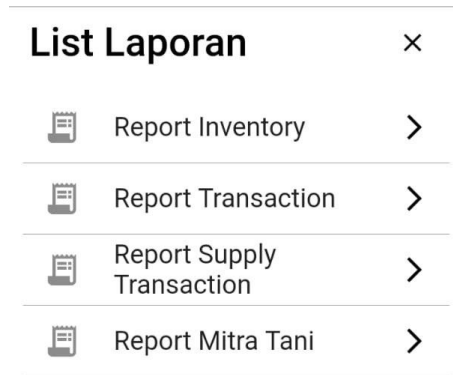 List Laporan
Report Inventory
Report Transaction
Report Supply
Transaction
Report Mitra Tani